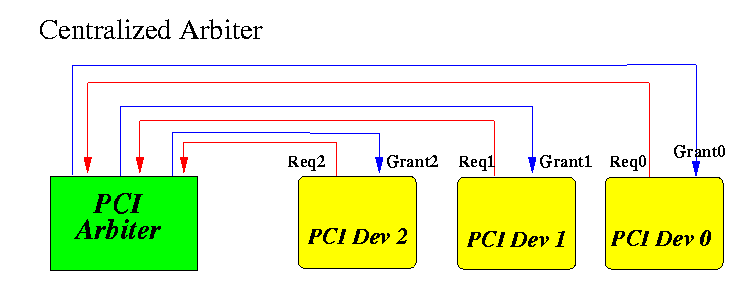 Centralized Arbiter
Req2
Grant2
Req1
Grant1
Req0
Grant0
PCI
Arbiter
PCI Dev 2
PCI Dev 1
PCI Dev 0